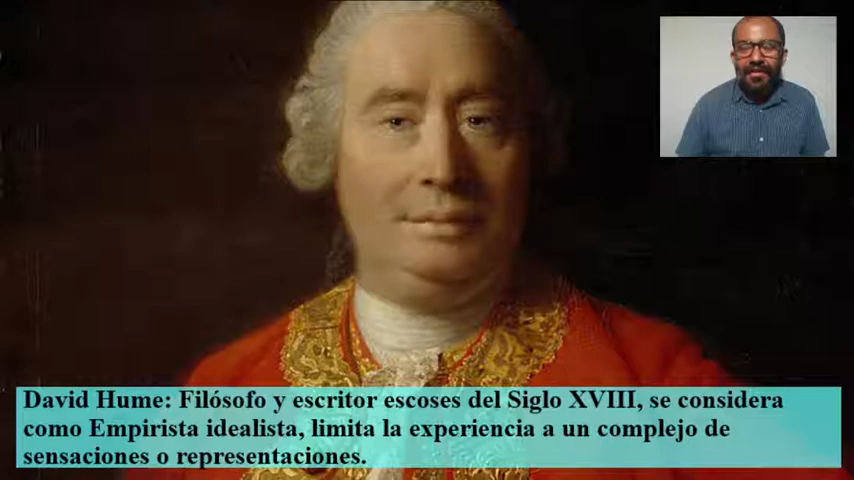 David Hume: Filósofo y escritor escoses del Siglo XVIII, se considera
como Empirista idealista, limita la experiencia a un complejo de
sensaciones o representaciones.